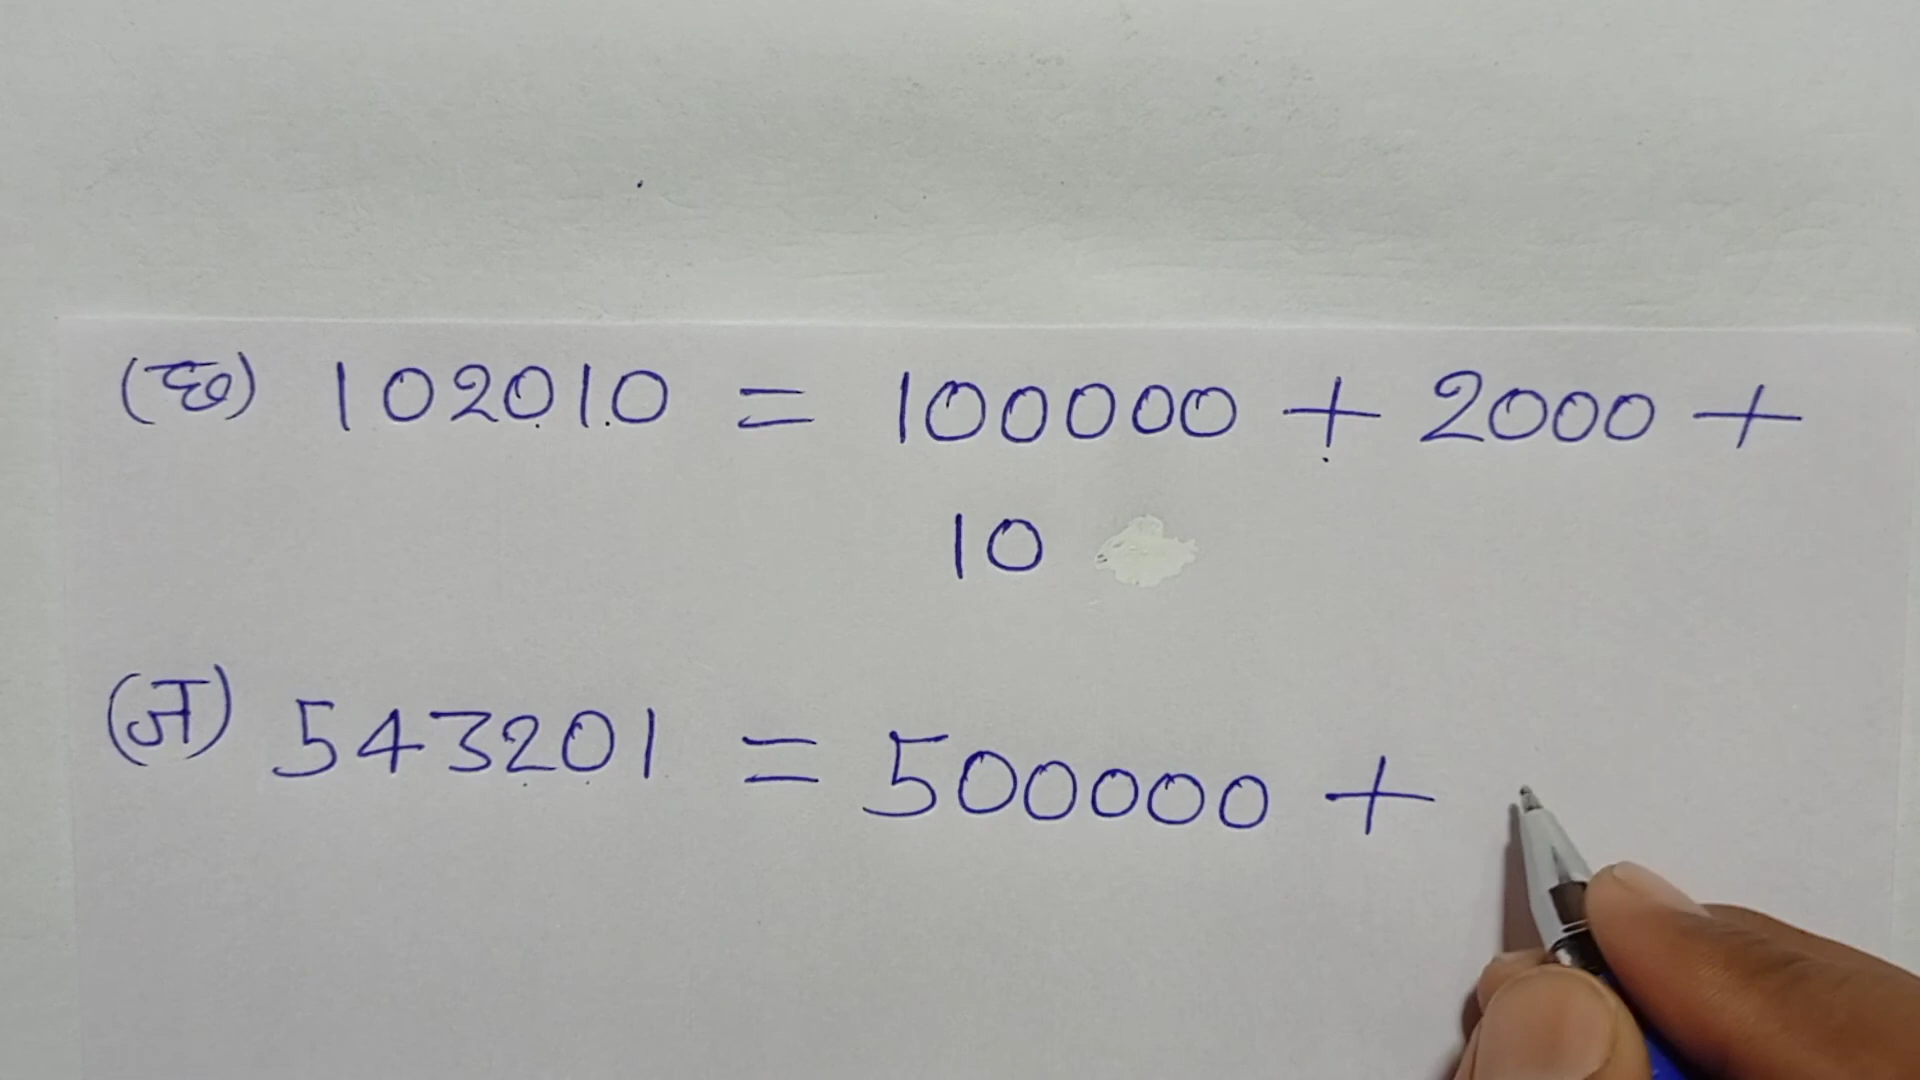 (छ) 102010 = 100000 + 2000 +
10
(ज) 543201 = 500000 +